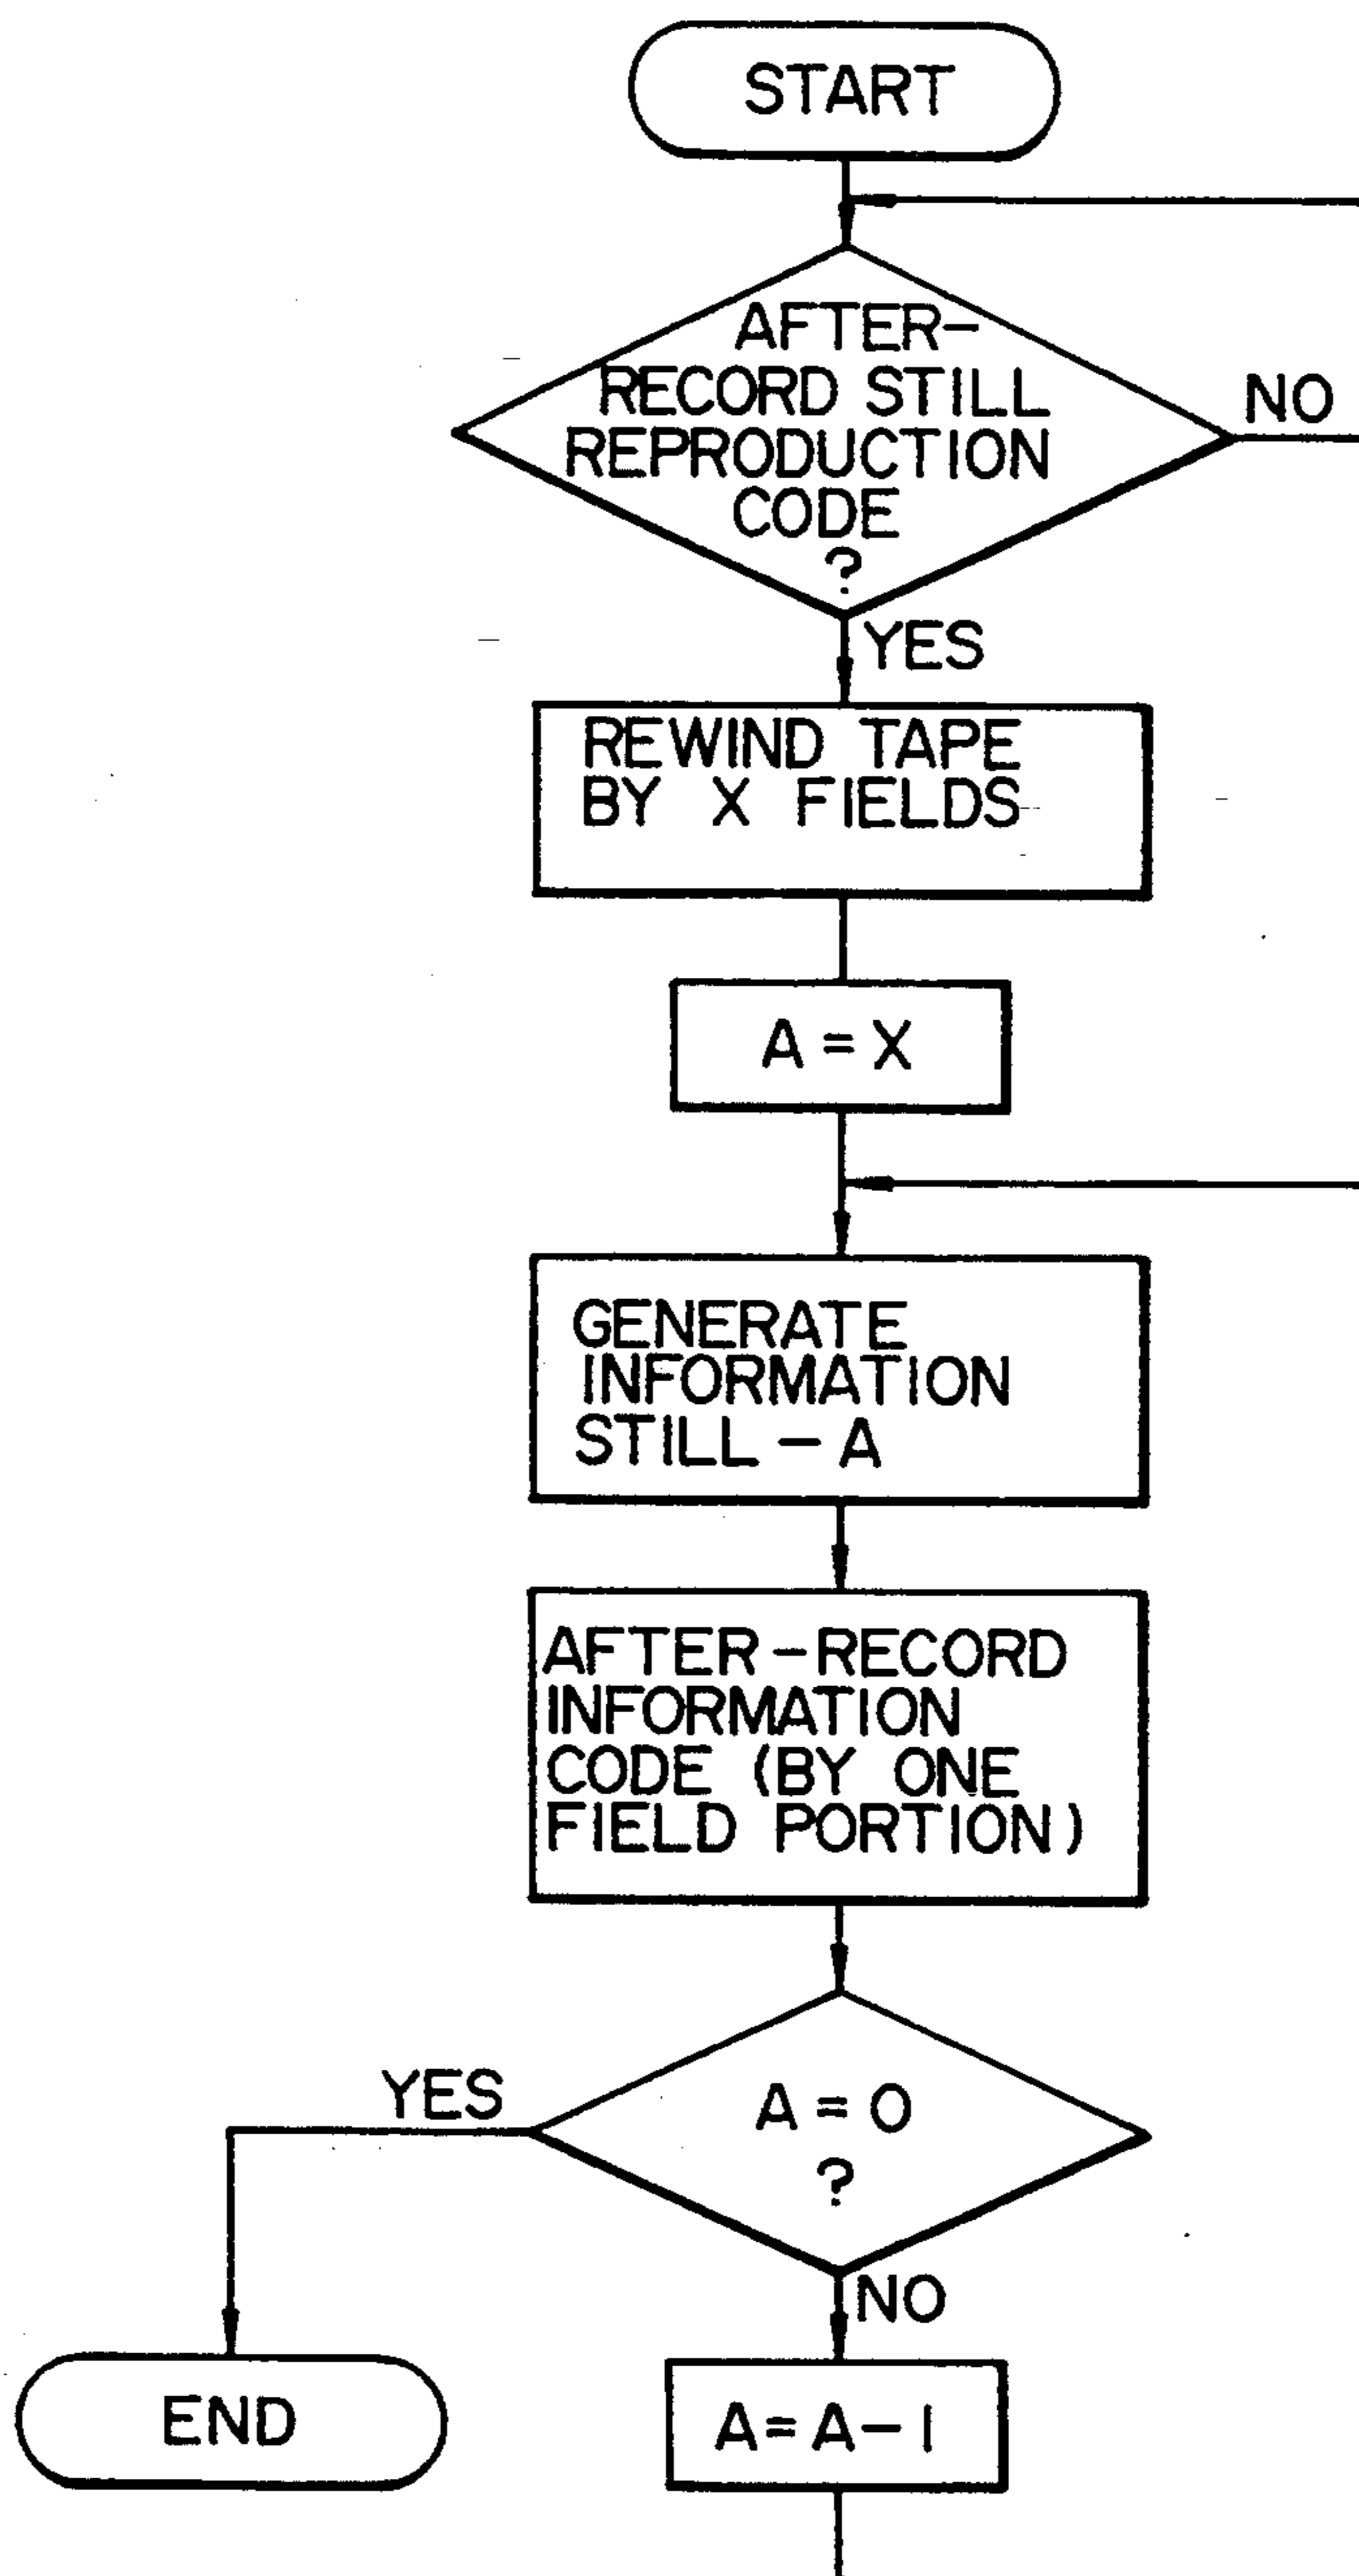 START
AFTER-
RECORD STILL
REPRODUCTION
CODE
?
NO
YES
REWIND TAPE
BY X FIELDS
A = X
GENERATE
INFORMATION
STILL - A
AFTER-RECORD
INFORMATION
CODE (BY ONE
FIELD PORTION)
YES
A = 0
?
NO
END
A = A - 1